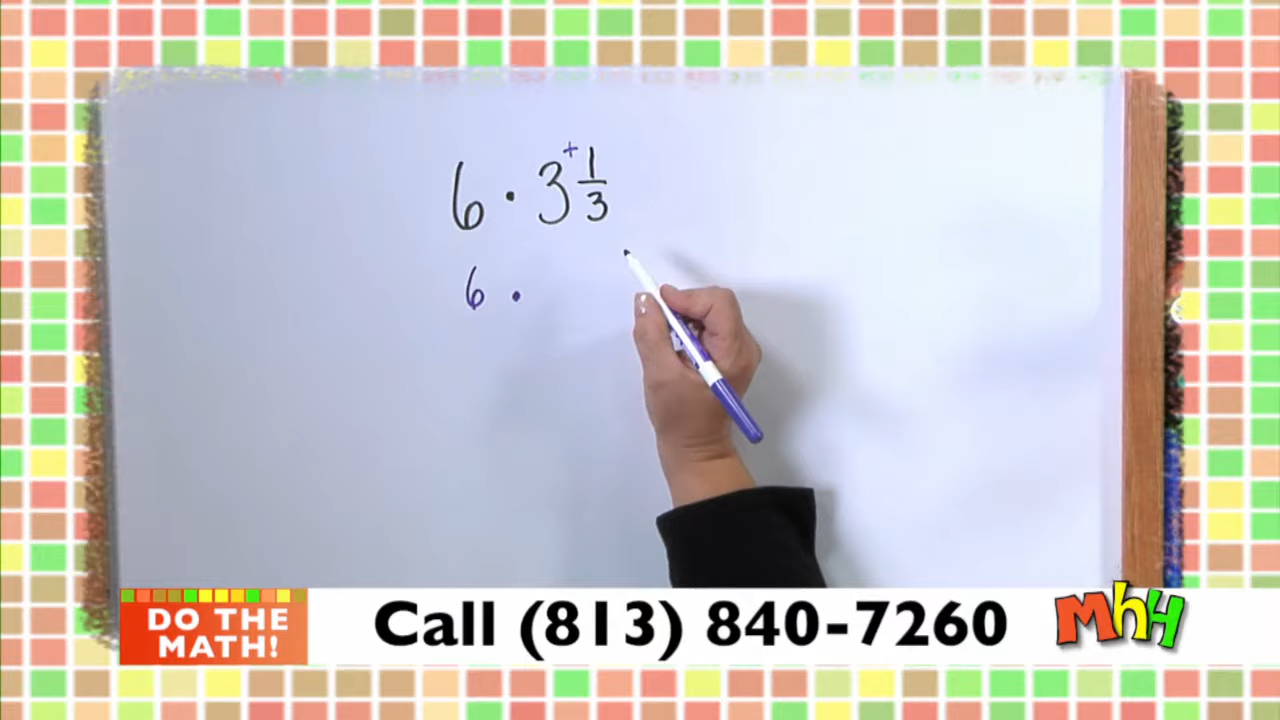 6 · 3 + 1/3
6 ·
DO THE
MATH!
Call (813) 840-7260
MhH